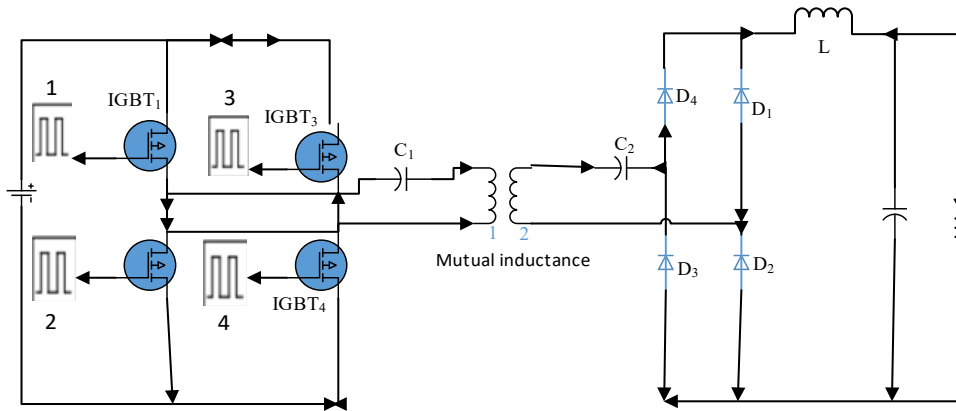 1
IGBT1
3
IGBT3
2
4
IGBT4
+
-
C1
1 2
Mutual inductance
C2
D4
D1
D3
D2
L